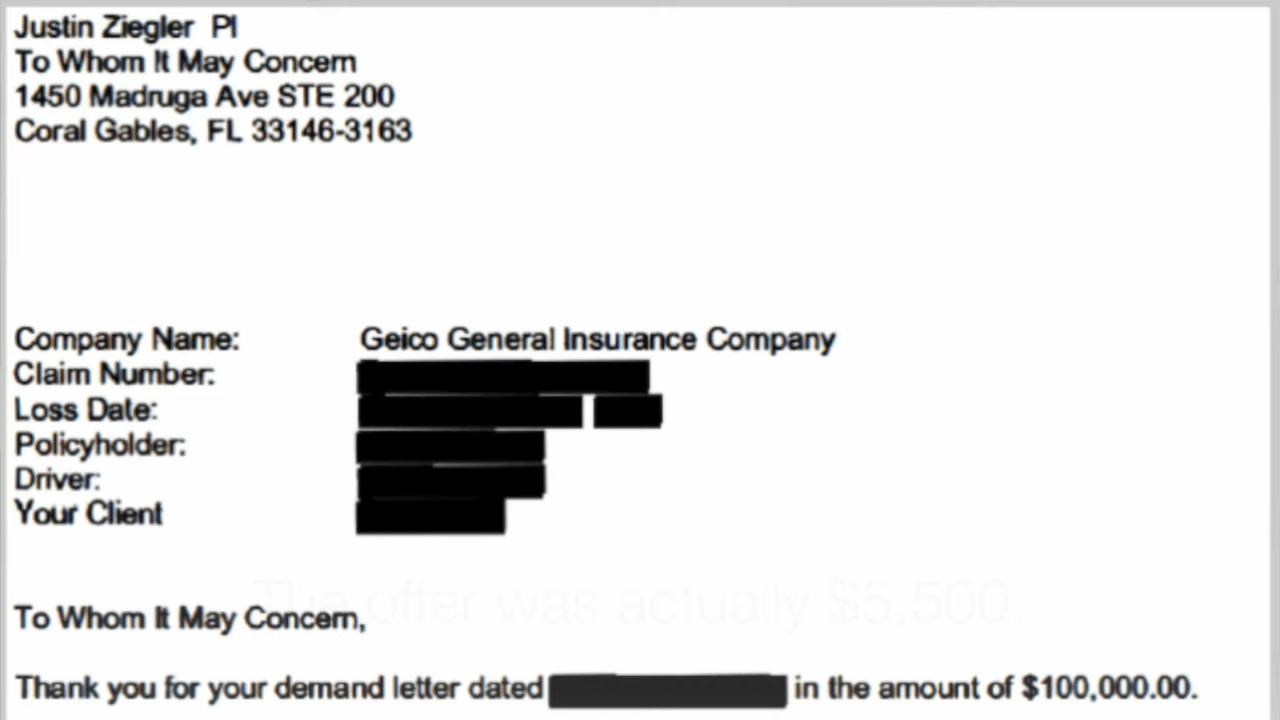 Justin Ziegler PI
To Whom It May Concern
1450 Madruga Ave STE 200
Coral Gables, FL 33146-3163
Company Name: Geico General Insurance Company
Claim Number:
Loss Date:
Policyholder:
Driver:
Your Client
The offer was actually $5,500.
To Whom It May Concern,
Thank you for your demand letter dated in the amount of $100,000.00.